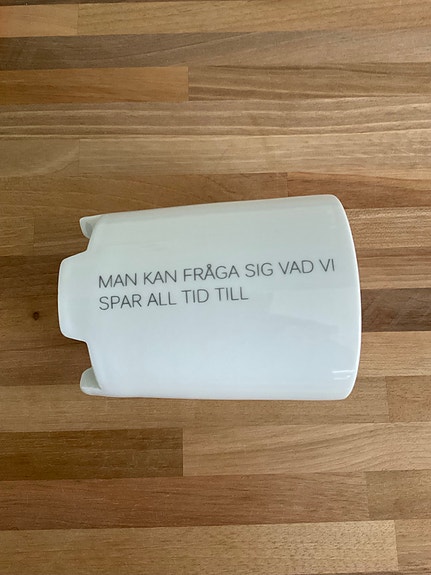 MAN KAN FRÅGA SIG VAD VI
SPAR ALL TID TILL